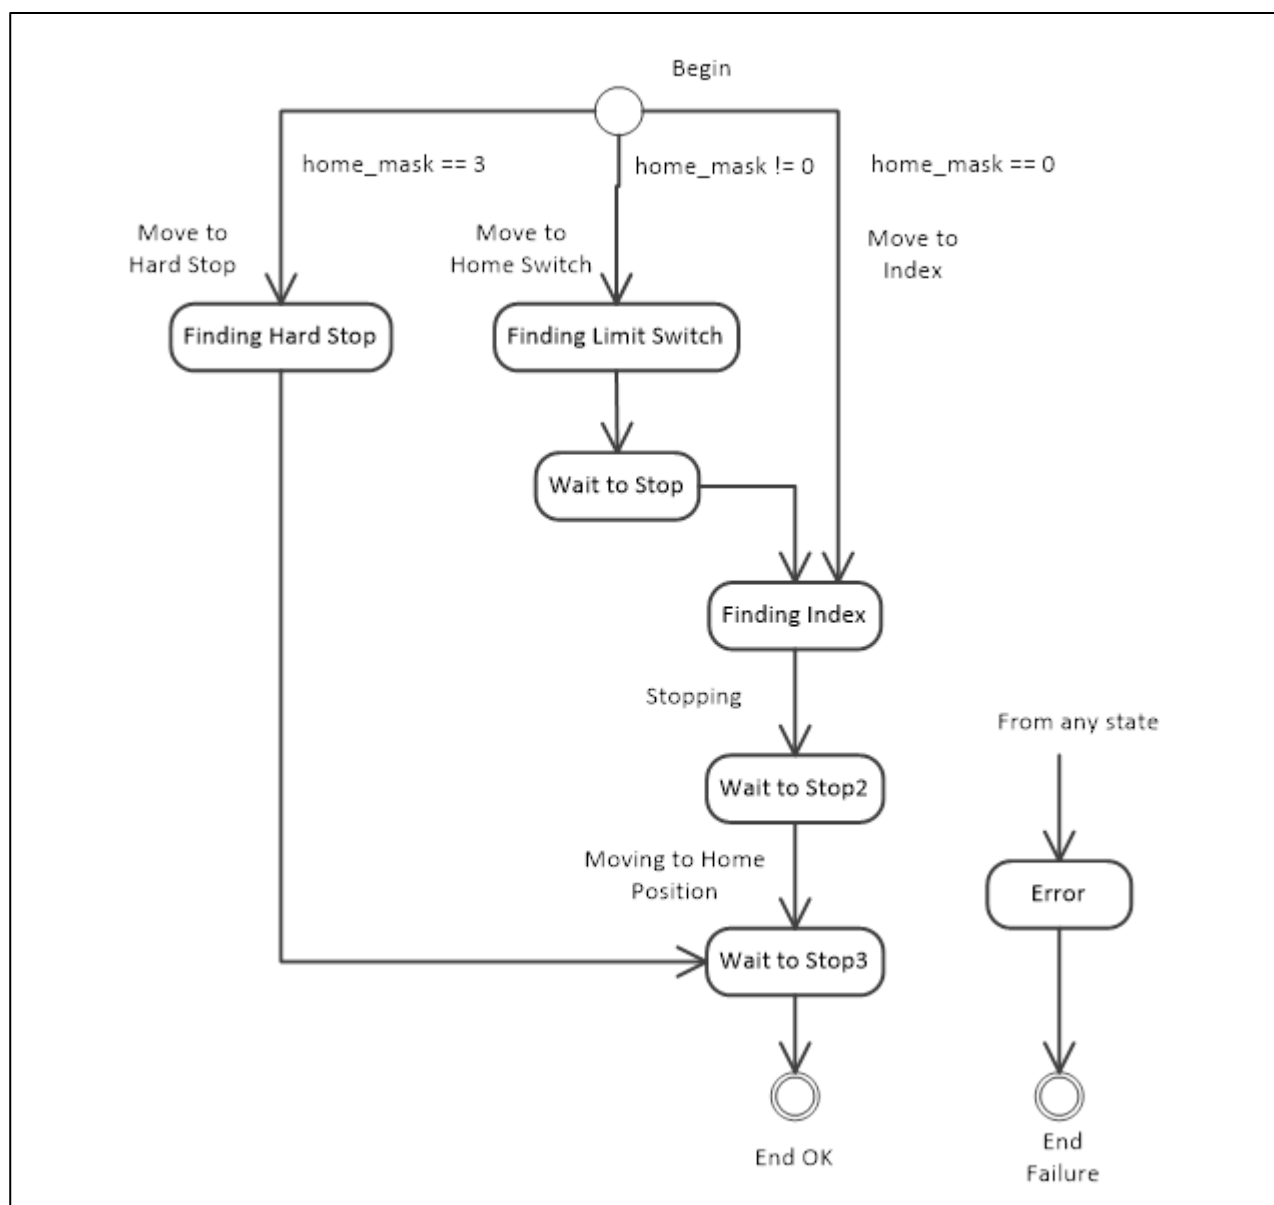 Begin
home_mask == 3
home_mask != 0
home_mask == 0
Move to
Hard Stop
Move to
Home Switch
Move to
Index
Finding Hard Stop
Finding Limit Switch
Wait to Stop
Finding Index
Stopping
From any state
Wait to Stop2
Moving to Home
Position
Error
Wait to Stop3
End OK
End
Failure